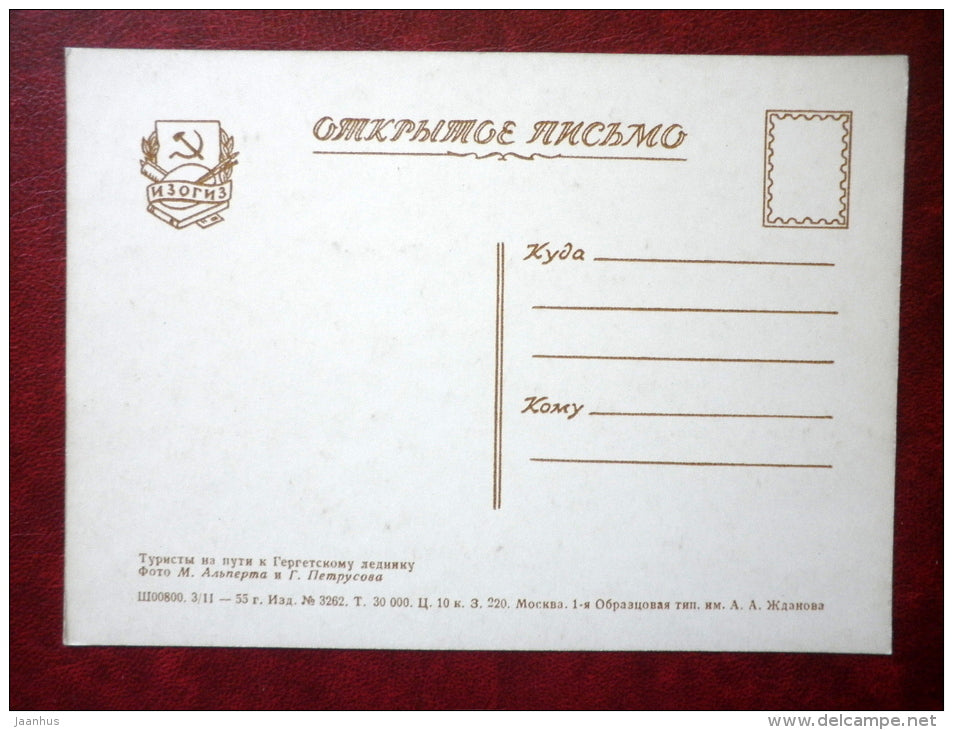 ОТКРЫТОЕ ПИСЬМО
ИЗОГИЗ
Куда
Кому
Туристы на пути к Гергетскому леднику
Фото М. Альперта и Г. Петрусова
Ш00800. 3/II — 55 г. Изд. № 3262. Т. 30 000. Ц. 10 к. З. 220. Москва. 1-я Образцовая тип. им. А. А. Жданова
Jaanhus
www.delcampe.net